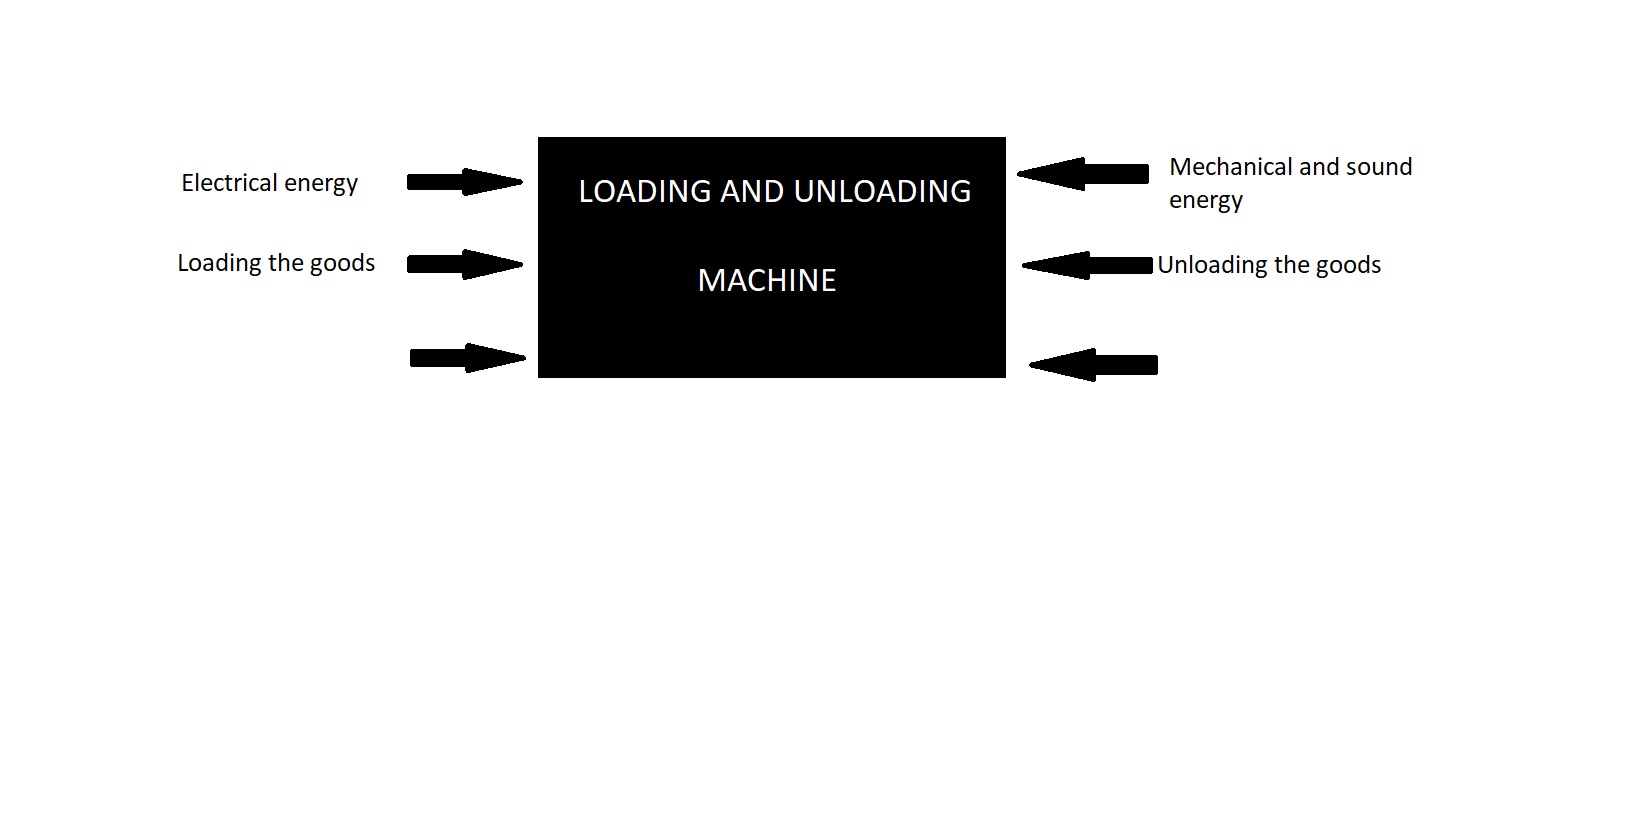 Electrical energy
LOADING AND UNLOADING
Mechanical and sound
energy
Loading the goods
MACHINE
Unloading the goods